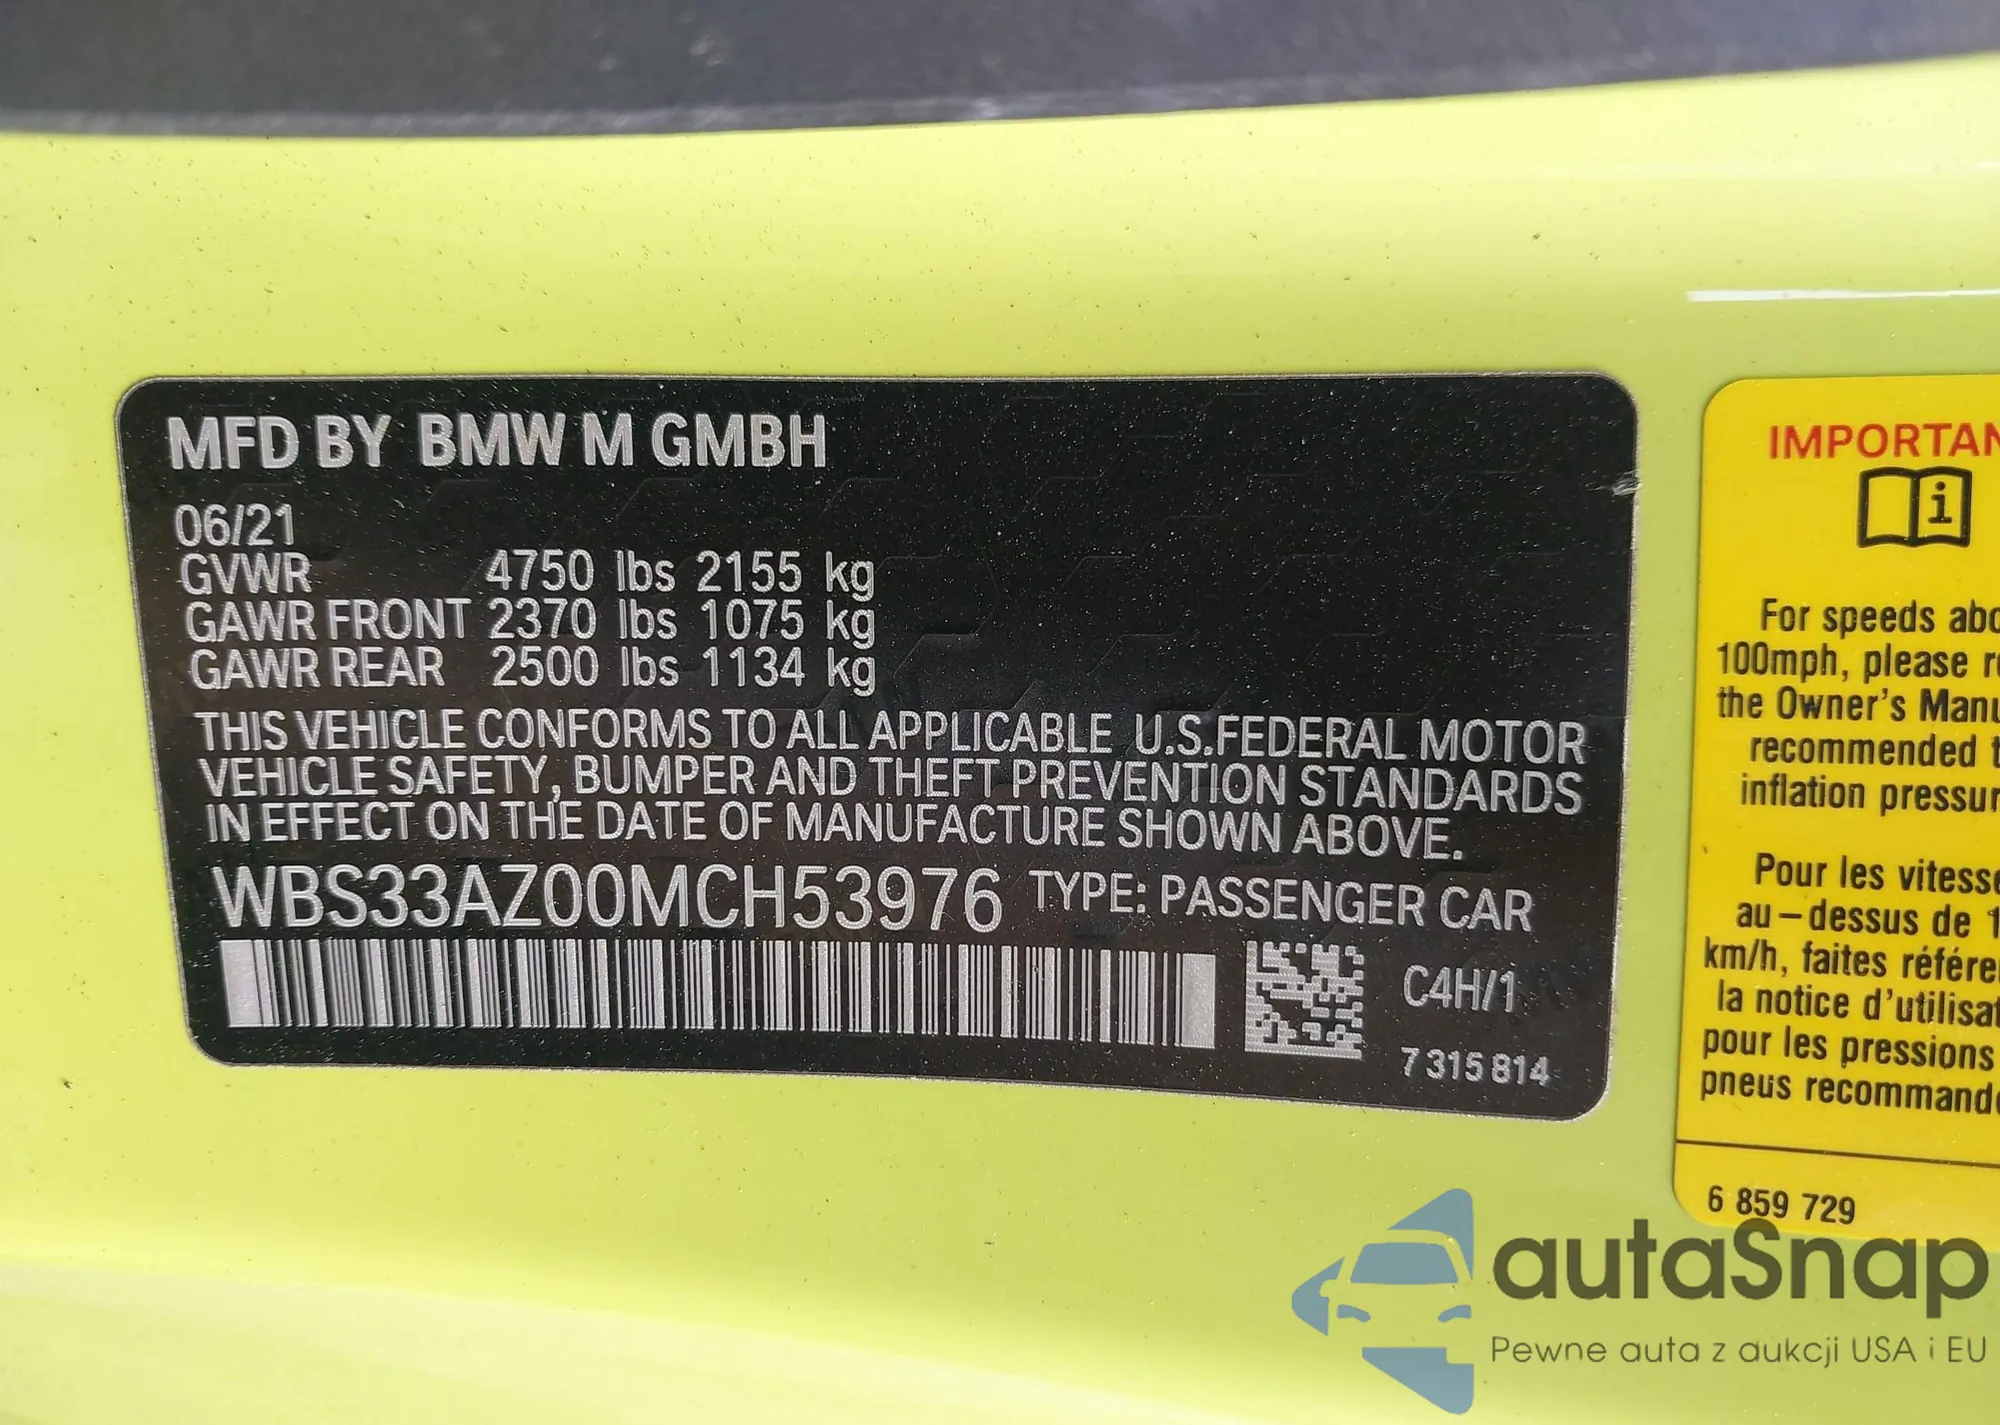 MFD BY BMW M GMBH
06/21
GVWR 4750 lbs 2155 kg
GAWR FRONT 2370 lbs 1075 kg
GAWR REAR 2500 lbs 1134 kg
THIS VEHICLE CONFORMS TO ALL APPLICABLE U.S.FEDERAL MOTOR
VEHICLE SAFETY, BUMPER AND THEFT PREVENTION STANDARDS
IN EFFECT ON THE DATE OF MANUFACTURE SHOWN ABOVE.
WBS33AZ00MCH53976 TYPE: PASSENGER CAR
C4H/1
7 315 814
IMPORTAN
For speeds abo
100mph, please r
the Owner's Manu
recommended t
inflation pressur
Pour les vitesse
au-dessus de 1
km/h, faites référe
la notice d'utilisat
pour les pressions
pneus recommand
6 859 729
autaSnap
Pewne auta z aukcji USA i EU